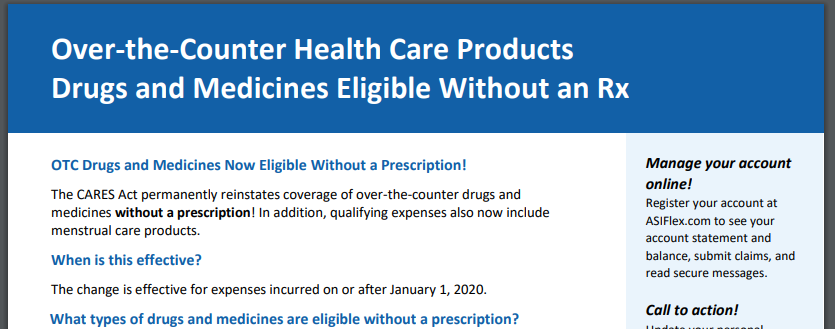 Over-the-Counter Health Care Products
Drugs and Medicines Eligible Without an Rx
OTC Drugs and Medicines Now Eligible Without a Prescription!
The CARES Act permanently reinstates coverage of over-the-counter drugs and
medicines without a prescription! In addition, qualifying expenses also now include
menstrual care products.
When is this effective?
The change is effective for expenses incurred on or after January 1, 2020.
What types of drugs and medicines are eligible without a prescription?
Manage your account
online!
Register your account at
ASIFlex.com to see your
account statement and
balance, submit claims, and
read secure messages.
Call to action!
Update your personal